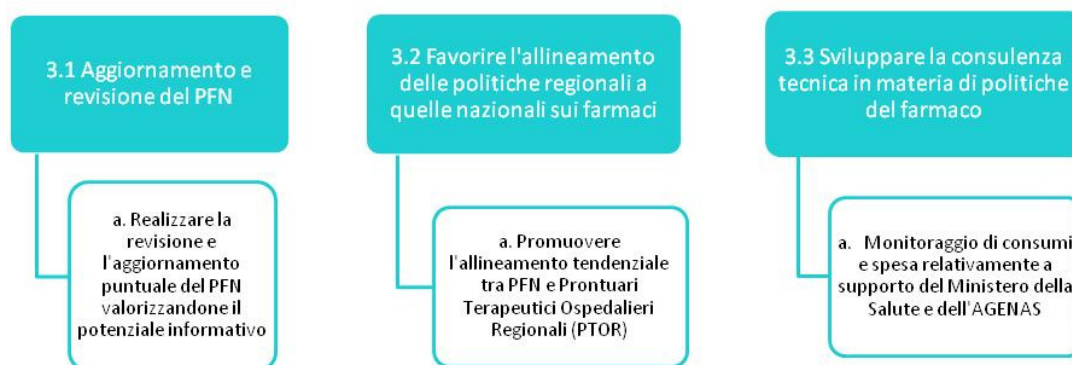 3.1 Aggiornamento e
revisione del PFN
a. Realizzare la
revisione e
l'aggiornamento
puntuale del PFN
valorizzandone il
potenziale informativo
3.2 Favorire l'allineamento
delle politiche regionali a
quelle nazionali sui farmaci
a. Promuovere
l'allineamento tendenziale
tra PFN e Prontuari
Terapeutici Ospedalieri
Regionali (PTOR)
3.3 Sviluppare la consulenza
tecnica in materia di politiche
del farmaco
a. Monitoraggio di consumi
e spesa relativamente a
supporto del Ministero della
Salute e dell'AGENAS